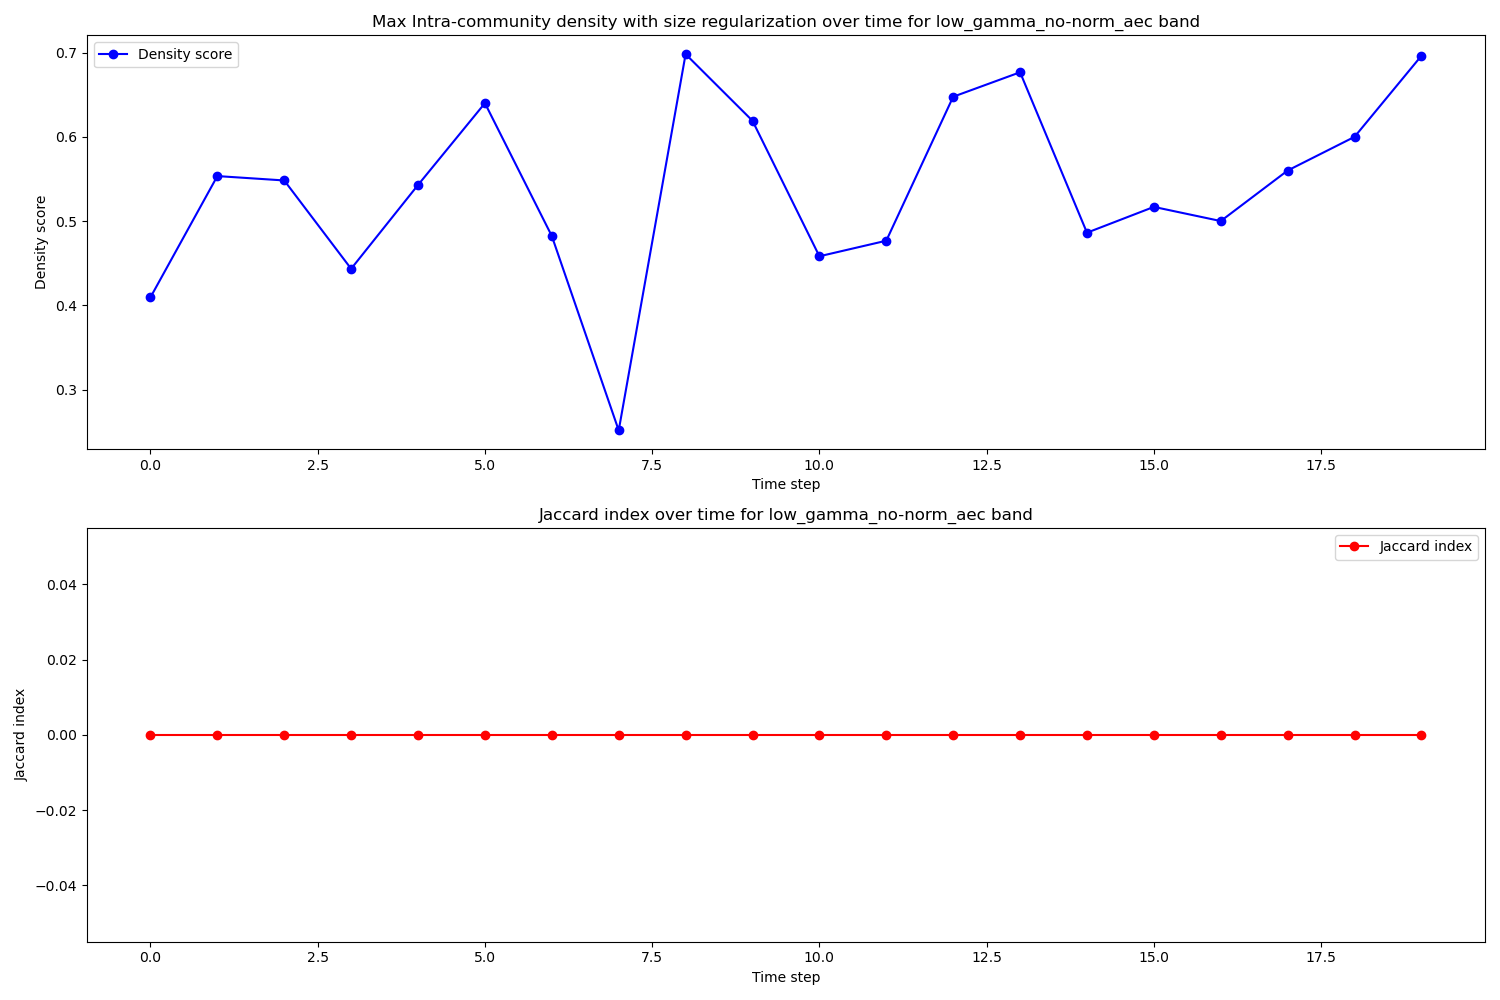 Max Intra-community density with size regularization over time for low_gamma_no-norm_aec band
Density score
0.7
0.6
0.5
0.4
0.3
Density score
0.0 2.5 5.0 7.5 10.0 12.5 15.0 17.5
Time step
Jaccard index over time for low_gamma_no-norm_aec band
Jaccard index
0.04
0.02
0.00
−0.02
−0.04
Jaccard index
0.0 2.5 5.0 7.5 10.0 12.5 15.0 17.5
Time step